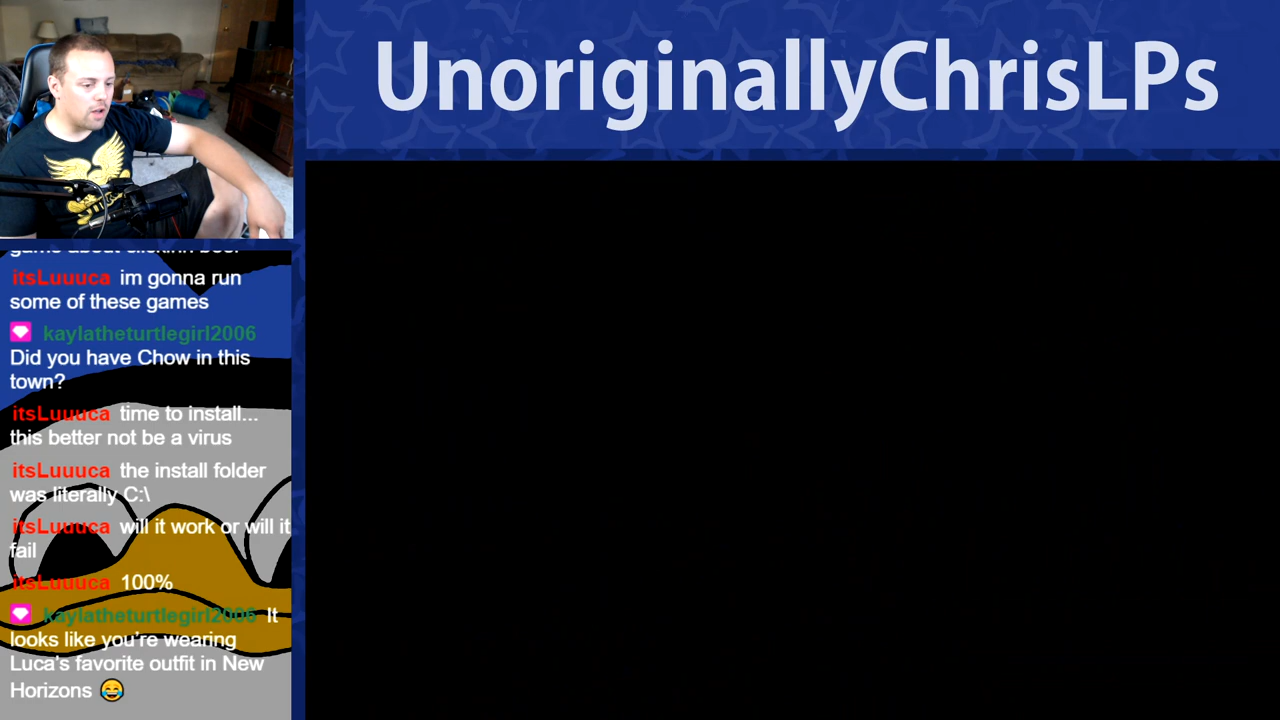 UnoriginallyChrisLPs
itsLuuuca im gonna run
some of these games
kaylatheturtlegirl2006
Did you have Chow in this
town?
itsLuuuca time to install...
this better not be a virus
itsLuuuca the install folder
was literally C:\
itsLuuuca will it work or will it
fail
itsLuuuca 100%
kaylatheturtlegirl2006 It
looks like you're wearing
Luca's favorite outfit in New
Horizons 😂